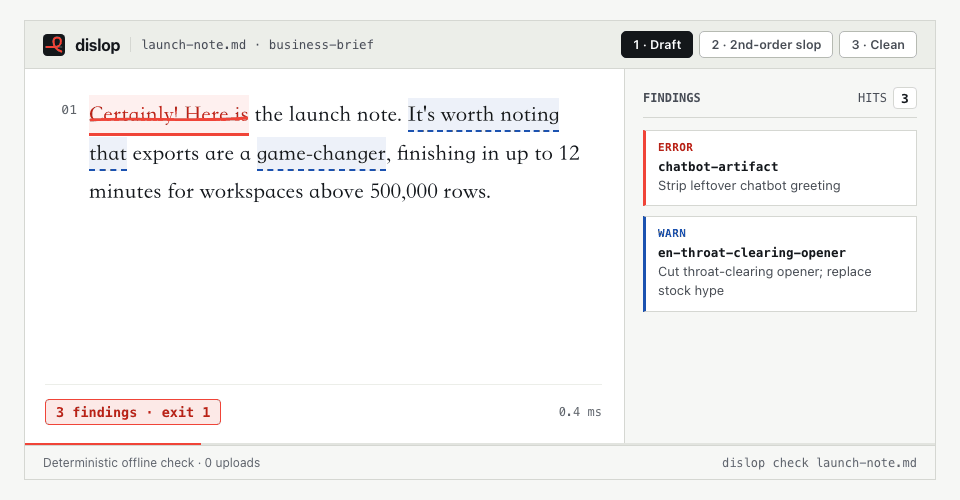 dislop launch-note.md · business-brief 1 · Draft 2 · 2nd-order slop 3 · Clean
01 Certainly! Here is the launch note. It's worth noting
that exports are a game-changer, finishing in up to 12
minutes for workspaces above 500,000 rows.
3 findings · exit 1 0.4 ms
FINDINGS HITS 3
ERROR
chatbot-artifact
Strip leftover chatbot greeting
WARN
en-throat-clearing-opener
Cut throat-clearing opener; replace
stock hype
Deterministic offline check · 0 uploads dislop check launch-note.md